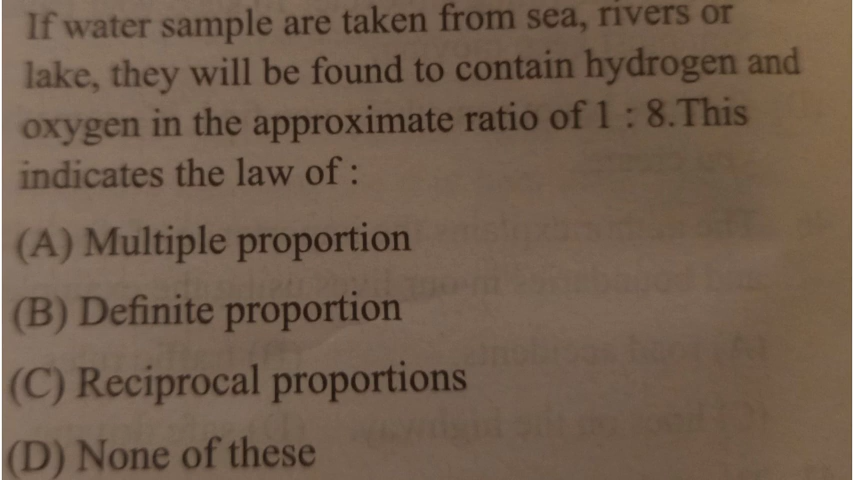 If water sample are taken from sea, rivers or
lake, they will be found to contain hydrogen and
oxygen in the approximate ratio of 1 : 8.This
indicates the law of :
(A) Multiple proportion
(B) Definite proportion
(C) Reciprocal proportions
(D) None of these